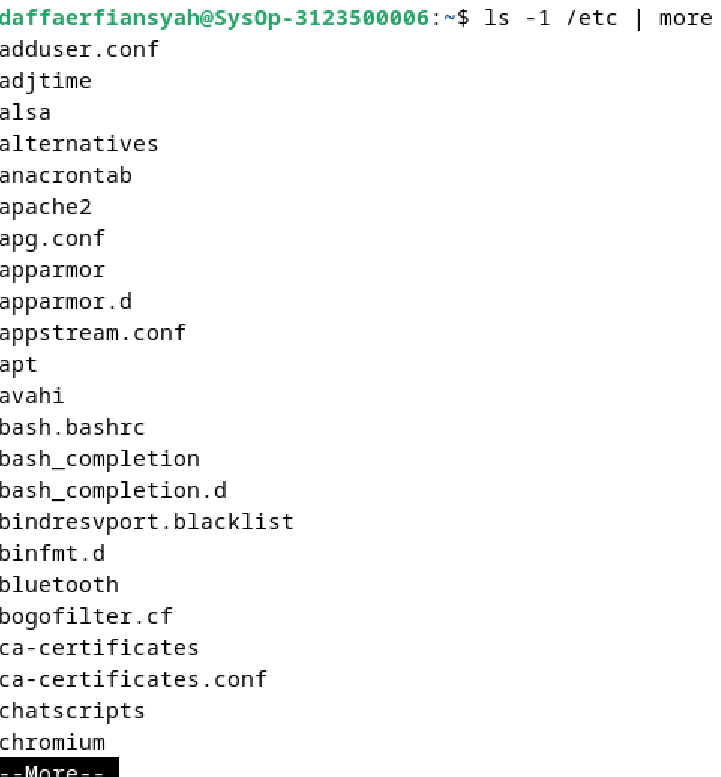 daffaerfiansyah@SysOp-3123500006:~$ ls -1 /etc | more
adduser.conf
adjtime
alsa
alternatives
anacrontab
apache2
apg.conf
apparmor
apparmor.d
appstream.conf
apt
avahi
bash.bashrc
bash_completion
bash_completion.d
bindresvport.blacklist
binfmt.d
bluetooth
bogofilter.cf
ca-certificates
ca-certificates.conf
chatscripts
chromium
--More--